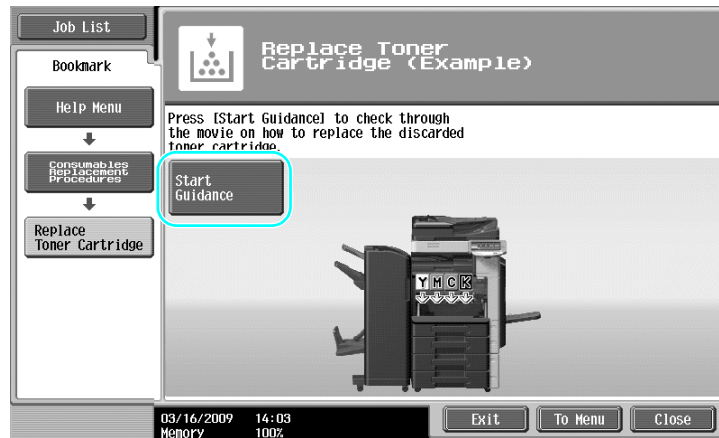 Job List
Bookmark
Help Menu
Consumables
Replacement
Procedures
Replace
Toner Cartridge
Replace Toner
Cartridge (Example)
Press [Start Guidance] to check through
the movie on how to replace the discarded
toner cartridge.
Start
Guidance
Y M C K
03/16/2009 14:03
Memory 100%
Exit
To Menu
Close